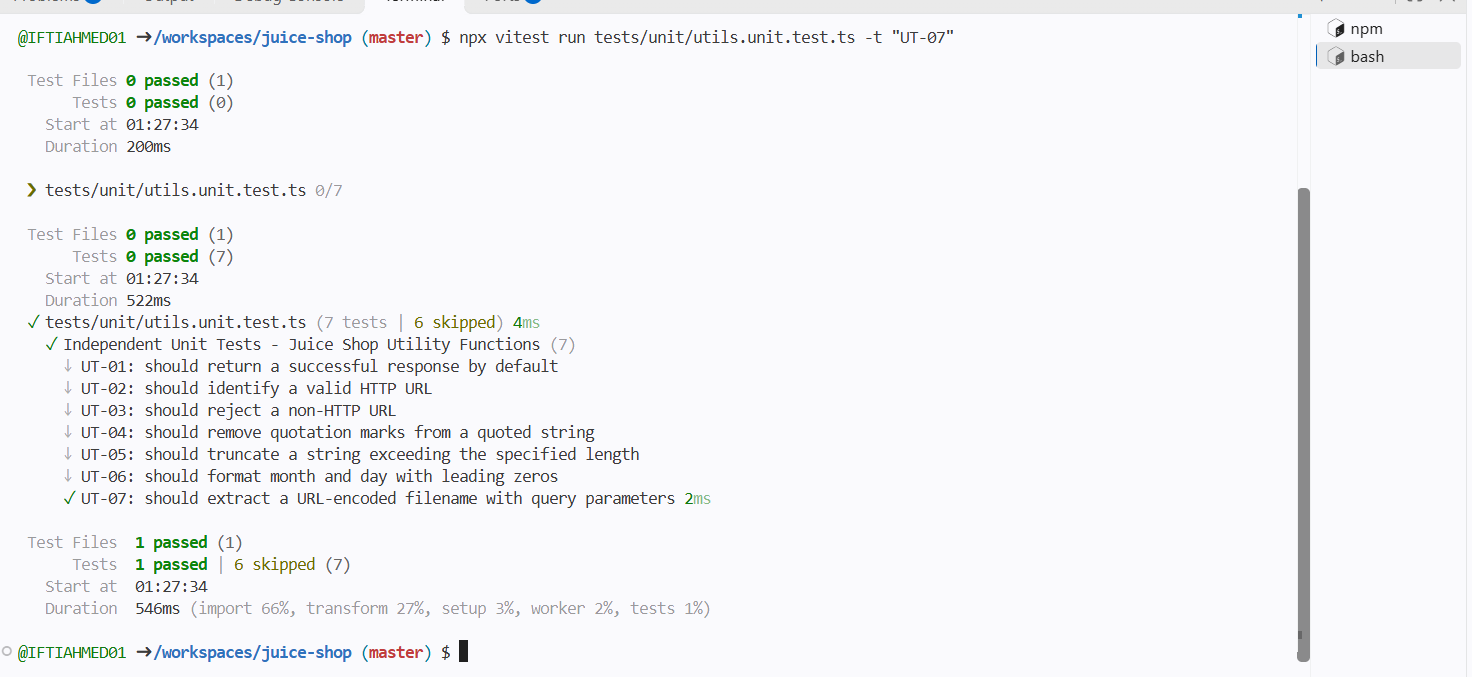 Problems Output Debug Console Terminal Ports
@IFTIAHMED01 ➜/workspaces/juice-shop (master) $ npx vitest run tests/unit/utils.unit.test.ts -t "UT-07"
Test Files 0 passed (1)
Tests 0 passed (0)
Start at 01:27:34
Duration 200ms
❯ tests/unit/utils.unit.test.ts 0/7
Test Files 0 passed (1)
Tests 0 passed (7)
Start at 01:27:34
Duration 522ms
✓ tests/unit/utils.unit.test.ts (7 tests | 6 skipped) 4ms
✓ Independent Unit Tests - Juice Shop Utility Functions (7)
↓ UT-01: should return a successful response by default
↓ UT-02: should identify a valid HTTP URL
↓ UT-03: should reject a non-HTTP URL
↓ UT-04: should remove quotation marks from a quoted string
↓ UT-05: should truncate a string exceeding the specified length
↓ UT-06: should format month and day with leading zeros
✓ UT-07: should extract a URL-encoded filename with query parameters 2ms
Test Files 1 passed (1)
Tests 1 passed | 6 skipped (7)
Start at 01:27:34
Duration 546ms (import 66%, transform 27%, setup 3%, worker 2%, tests 1%)
@IFTIAHMED01 ➜/workspaces/juice-shop (master) $
npm
bash